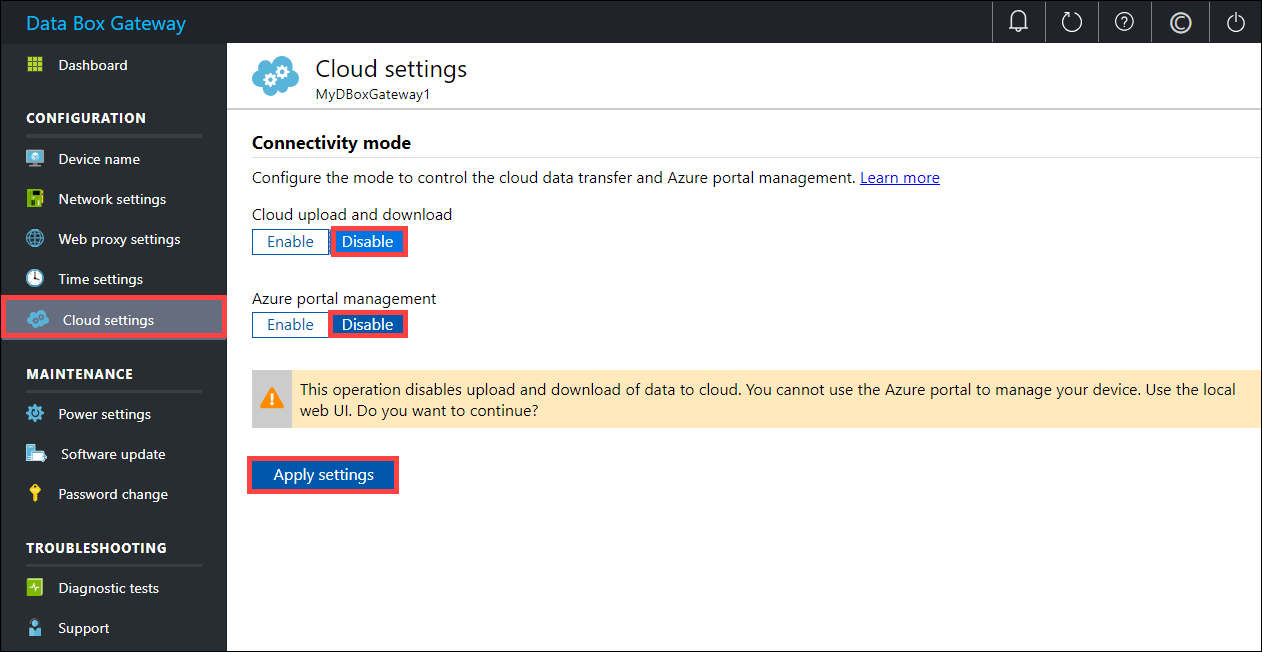 Data Box Gateway
Dashboard
CONFIGURATION
Device name
Network settings
Web proxy settings
Time settings
Cloud settings
MAINTENANCE
Power settings
Software update
Password change
TROUBLESHOOTING
Diagnostic tests
Support
Cloud settings
MyDBoxGateway1
Connectivity mode
Configure the mode to control the cloud data transfer and Azure portal management. Learn more
Cloud upload and download
Enable Disable
Azure portal management
Enable Disable
This operation disables upload and download of data to cloud. You cannot use the Azure portal to manage your device. Use the local
web UI. Do you want to continue?
Apply settings